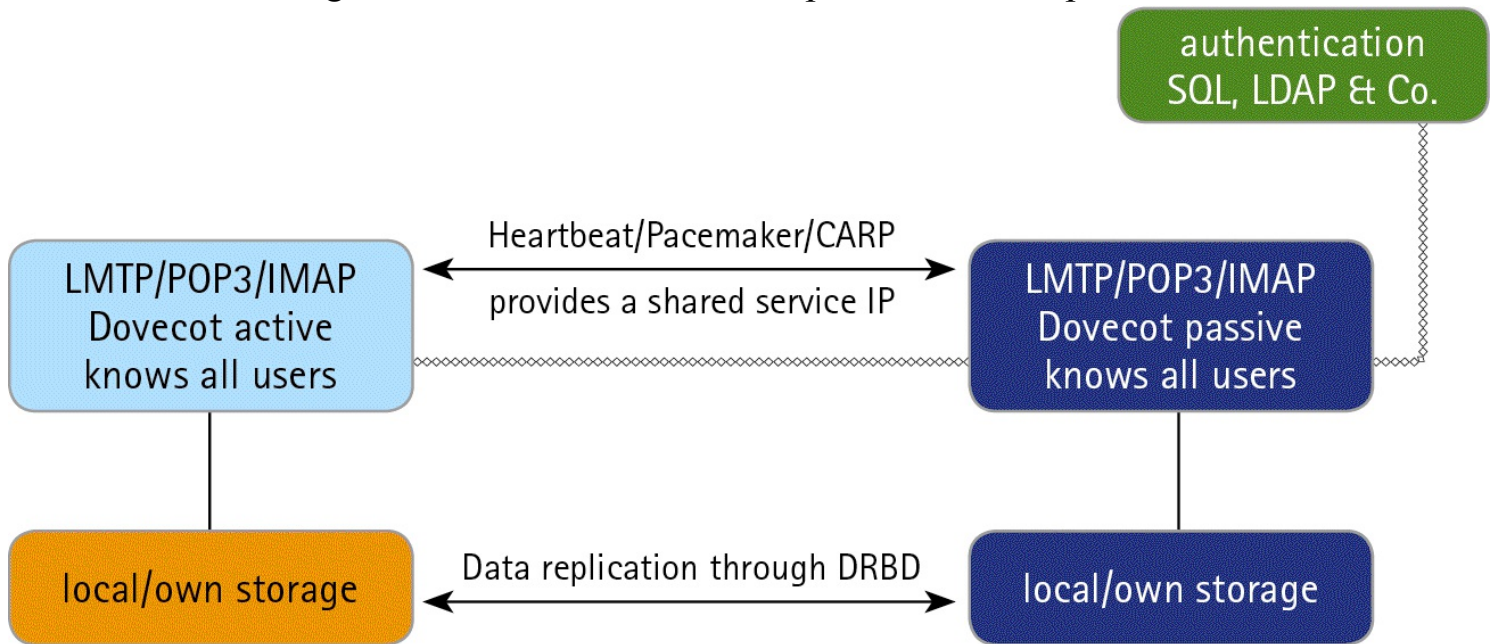 authentication
SQL, LDAP & Co.
Heartbeat/Pacemaker/CARP
provides a shared service IP
LMTP/POP3/IMAP
Dovecot active
knows all users
LMTP/POP3/IMAP
Dovecot passive
knows all users
local/own storage
Data replication through DRBD
local/own storage